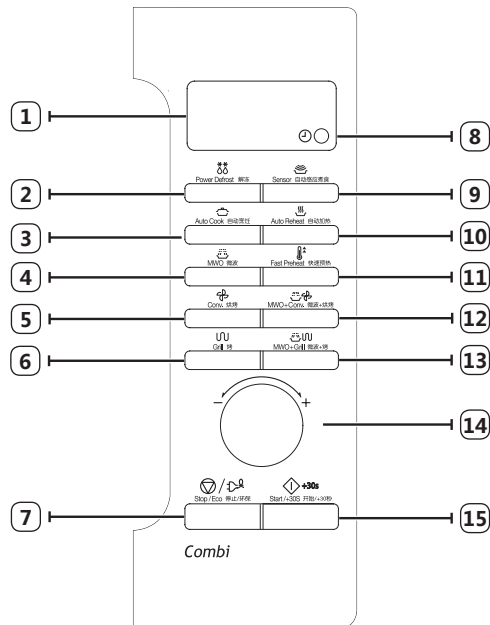 1
8
Power Defrost 解冻 Sensor 自动感应煮食
2
9
Auto Cook 自动烹饪 Auto Reheat 自动加热
3
10
MWO 微波 Fast Preheat 快速预热
4
11
Conv. 烘烤 MWO+Conv. 微波+烘烤
5
12
Grill 烤 MWO+Grill 微波+烤
6
13
− +
14
+30s
Stop/Eco 停止/环保 Start/+30S 开始/+30秒
7
15
Combi